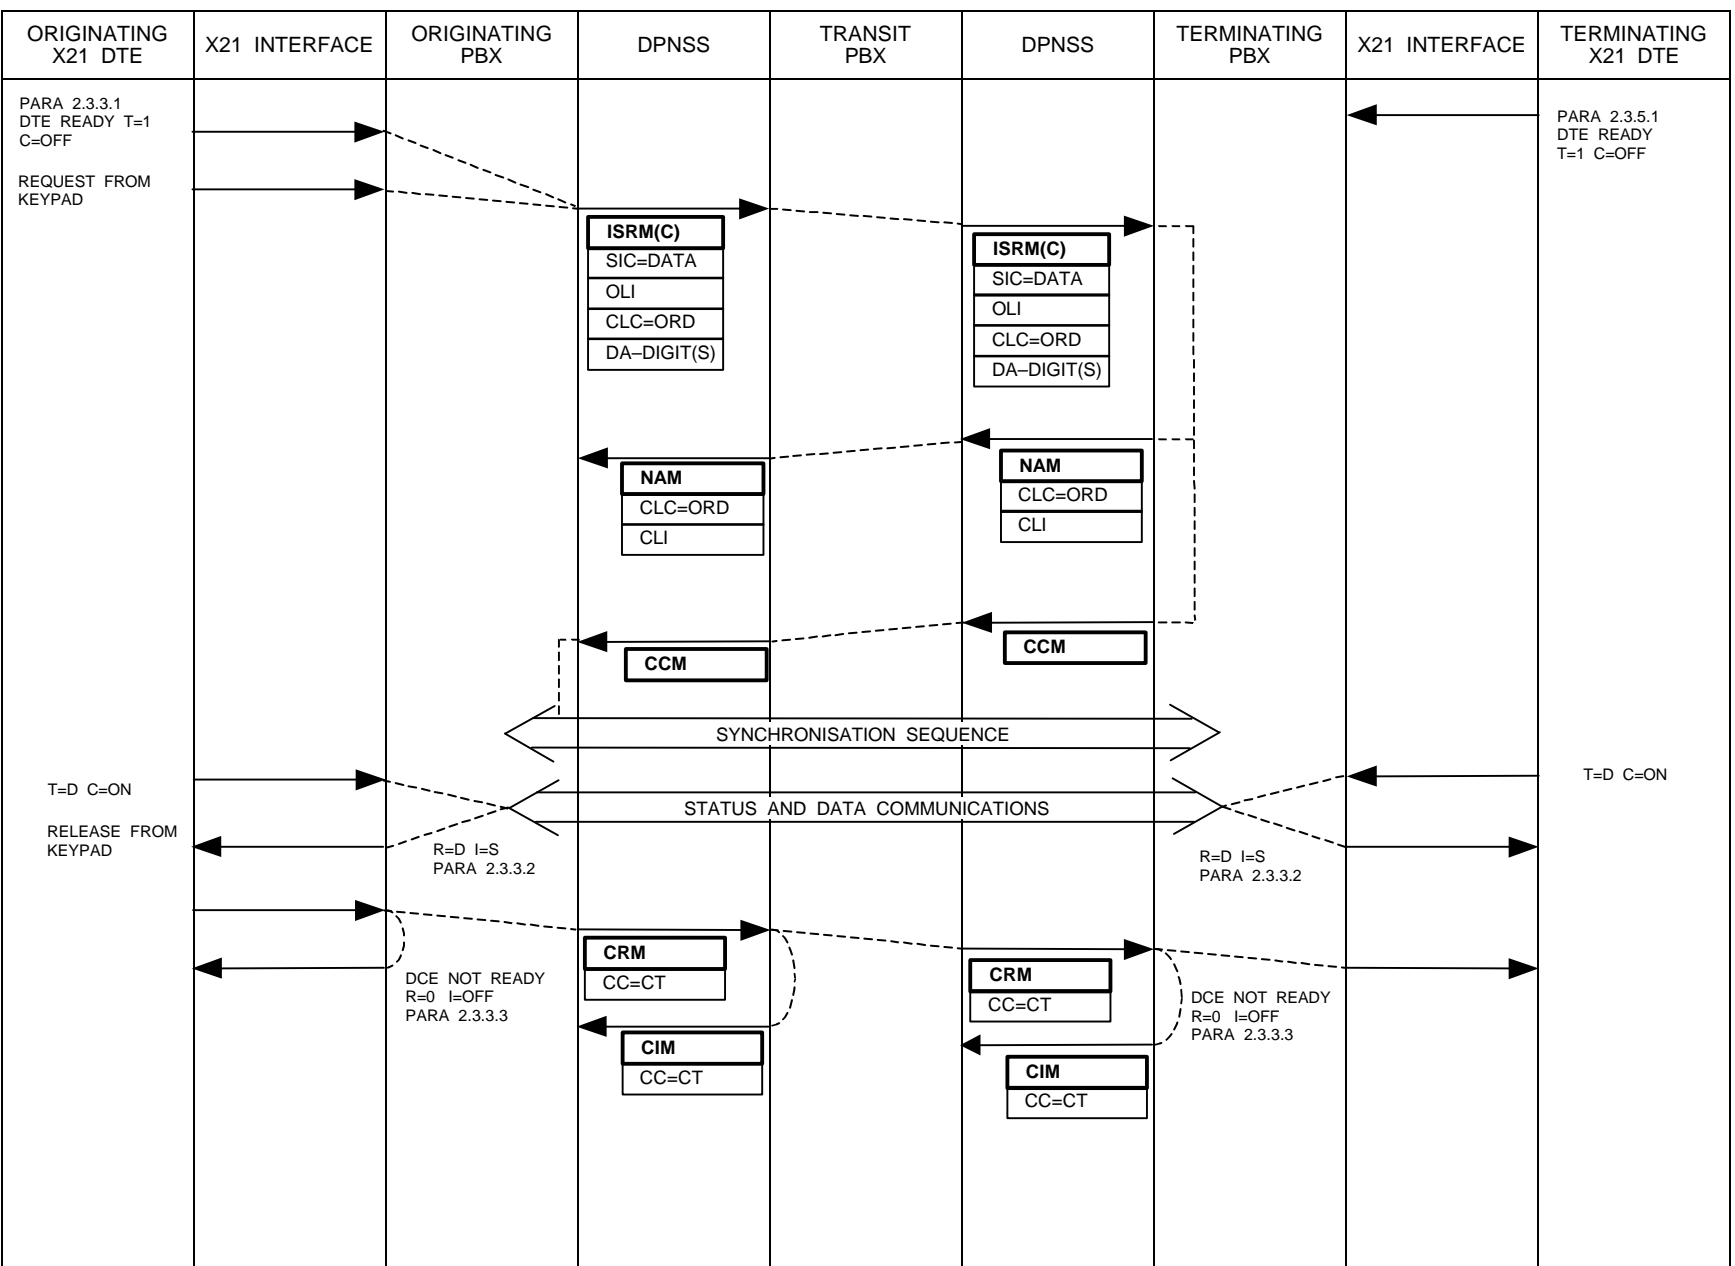 ORIGINATING
X21 DTE
X21 INTERFACE
ORIGINATING
PBX
DPNSS
TRANSIT
PBX
DPNSS
TERMINATING
PBX
X21 INTERFACE
TERMINATING
X21 DTE
PARA 2.3.3.1
DTE READY T=1
C=OFF
PARA 2.3.5.1
DTE READY
T=1 C=OFF
REQUEST FROM
KEYPAD
ISRM(C)
SIC=DATA
OLI
CLC=ORD
DA–DIGIT(S)
ISRM(C)
SIC=DATA
OLI
CLC=ORD
DA–DIGIT(S)
NAM
CLC=ORD
CLI
NAM
CLC=ORD
CLI
CCM
CCM
SYNCHRONISATION SEQUENCE
T=D C=ON
T=D C=ON
STATUS AND DATA COMMUNICATIONS
RELEASE FROM
KEYPAD
R=D I=S
PARA 2.3.3.2
R=D I=S
PARA 2.3.3.2
CRM
CC=CT
CRM
CC=CT
DCE NOT READY
R=0 I=OFF
PARA 2.3.3.3
DCE NOT READY
R=0 I=OFF
PARA 2.3.3.3
CIM
CC=CT
CIM
CC=CT